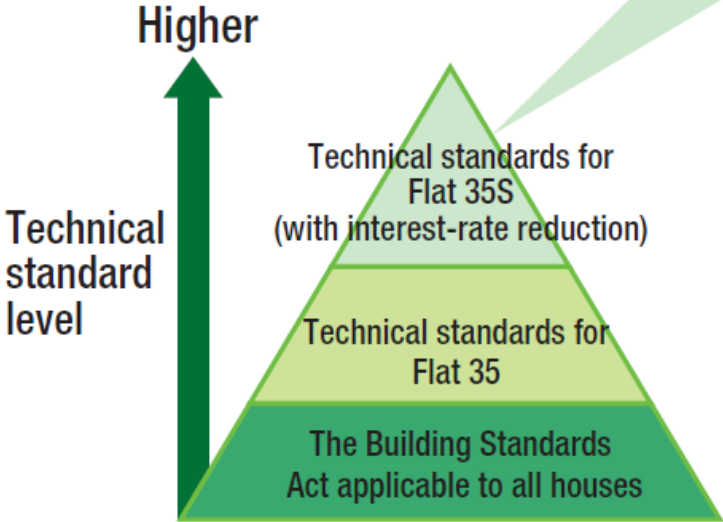 Higher
Technical
standard
level
Technical standards for
Flat 35S
(with interest-rate reduction)
Technical standards for
Flat 35
The Building Standards
Act applicable to all houses